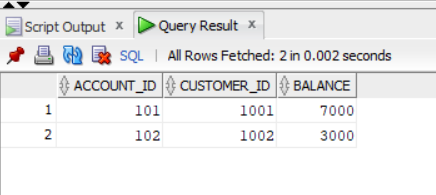 Script Output x Query Result x
SQL | All Rows Fetched: 2 in 0.002 seconds
ACCOUNT_ID CUSTOMER_ID BALANCE
1 101 1001 7000
2 102 1002 3000